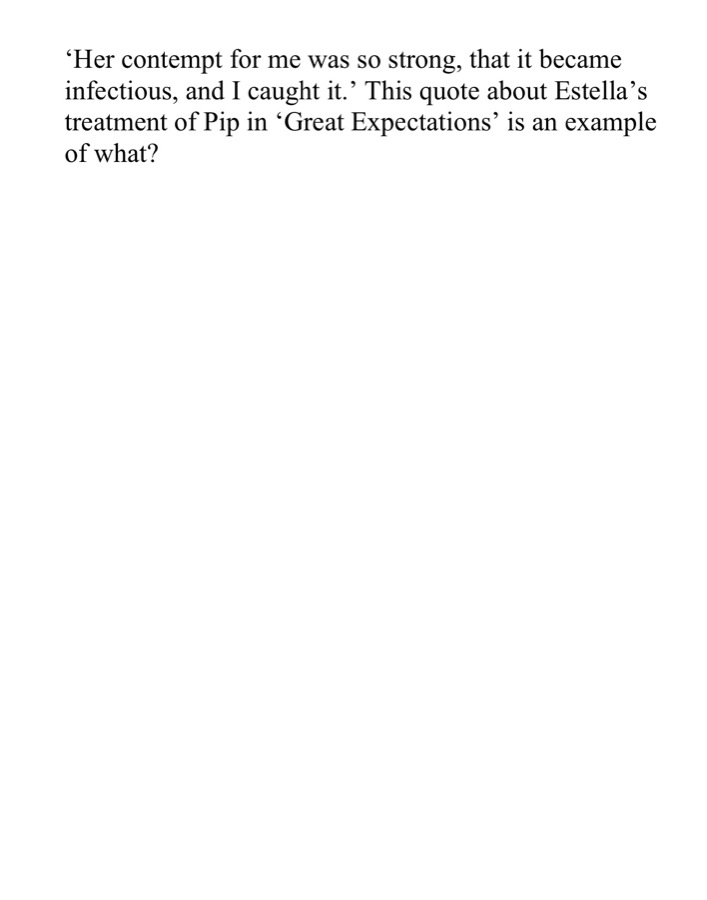 ‘Her contempt for me was so strong, that it became
infectious, and I caught it.’ This quote about Estella’s
treatment of Pip in ‘Great Expectations’ is an example
of what?